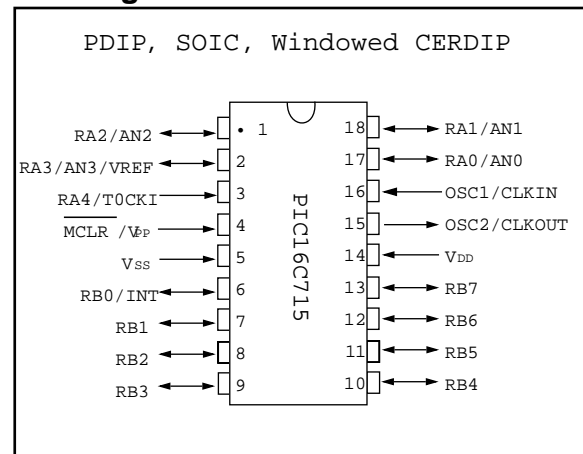 PDIP, SOIC, Windowed CERDIP
RA2/AN2 1 18 RA1/AN1
RA3/AN3/VREF 2 17 RA0/AN0
RA4/T0CKI 3 16 OSC1/CLKIN
MCLR /VPP 4 15 OSC2/CLKOUT
VSS 5 14 VDD
RB0/INT 6 13 RB7
RB1 7 12 RB6
RB2 8 11 RB5
RB3 9 10 RB4
PIC16C715